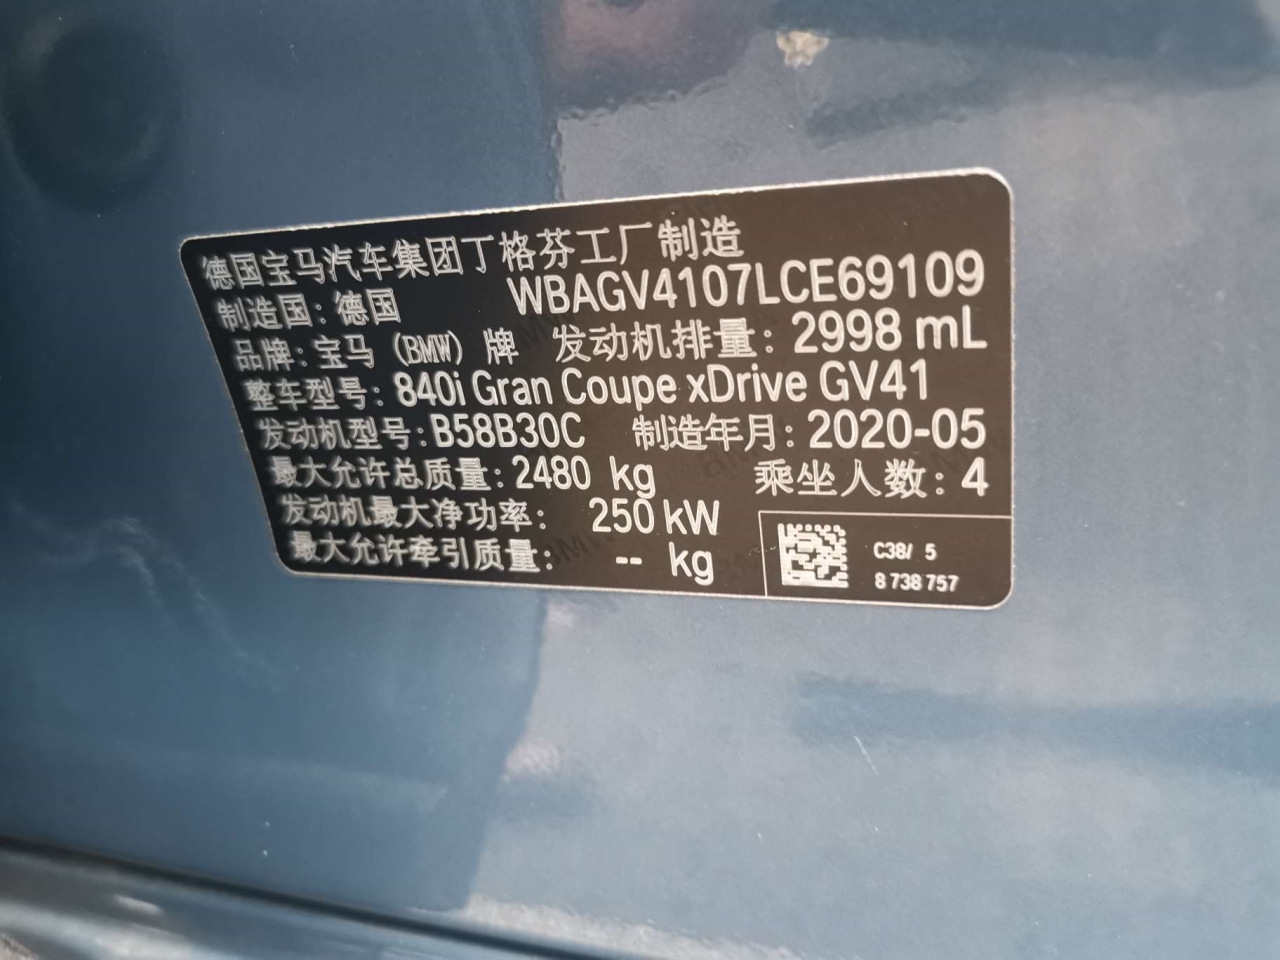 德国宝马汽车集团丁格芬工厂制造
制造国：德国 WBAGV4107LCE69109
品牌：宝马（BMW）牌 发动机排量：2998 mL
整车型号：840i Gran Coupe xDrive GV41
发动机型号：B58B30C 制造年月：2020-05
最大允许总质量：2480 kg 乘坐人数：4
发动机最大净功率： 250 kW
最大允许牵引质量： -- kg
C38/ 5
8 738 757